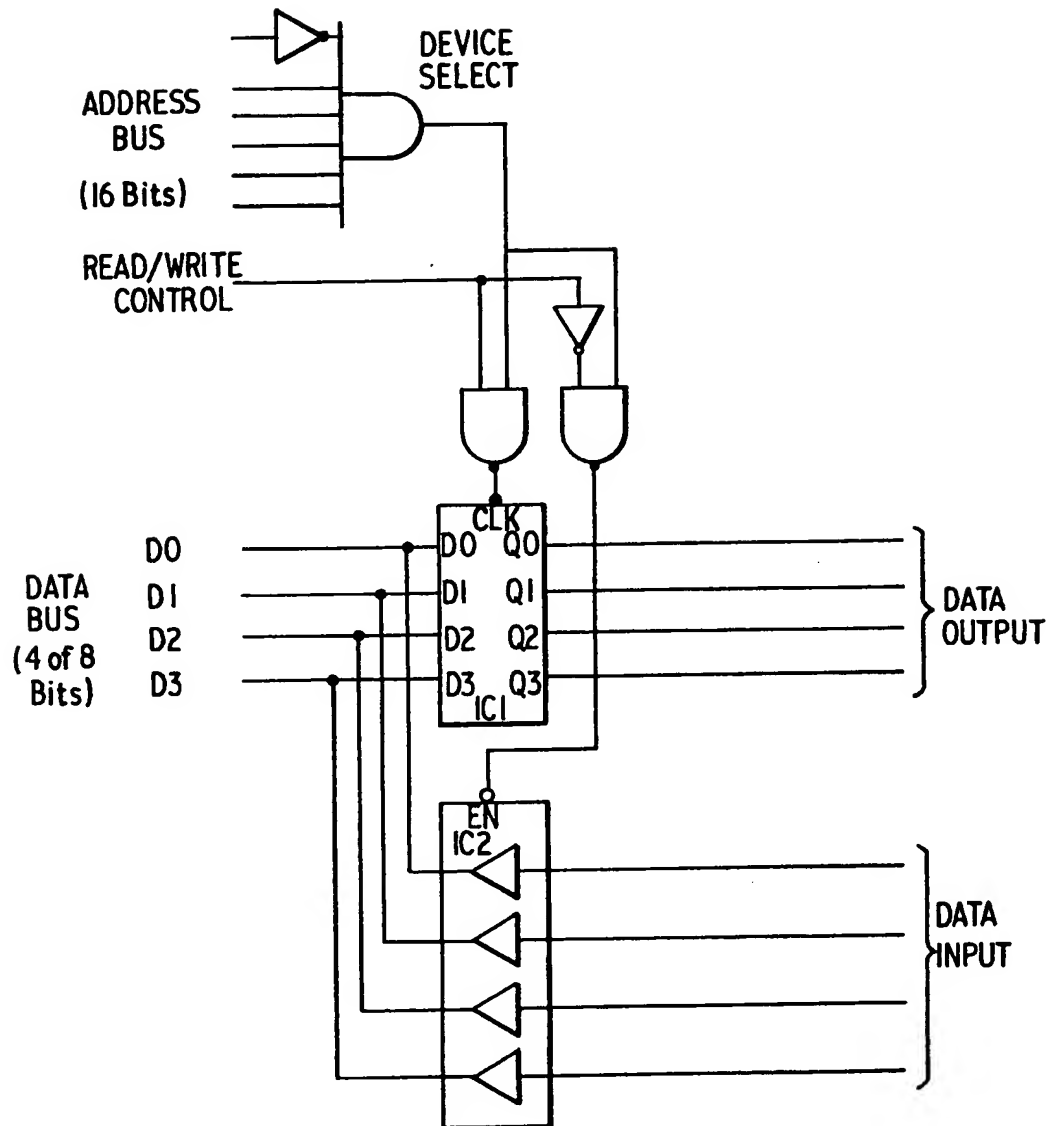 DEVICE
SELECT
ADDRESS
BUS
(16 Bits)
READ/WRITE
CONTROL
CLK
D0
D1
D2
D3
DATA
BUS
(4 of 8
Bits)
D0
D1
D2
D3
Q0
Q1
Q2
Q3
IC1
DATA
OUTPUT
EN
IC2
DATA
INPUT